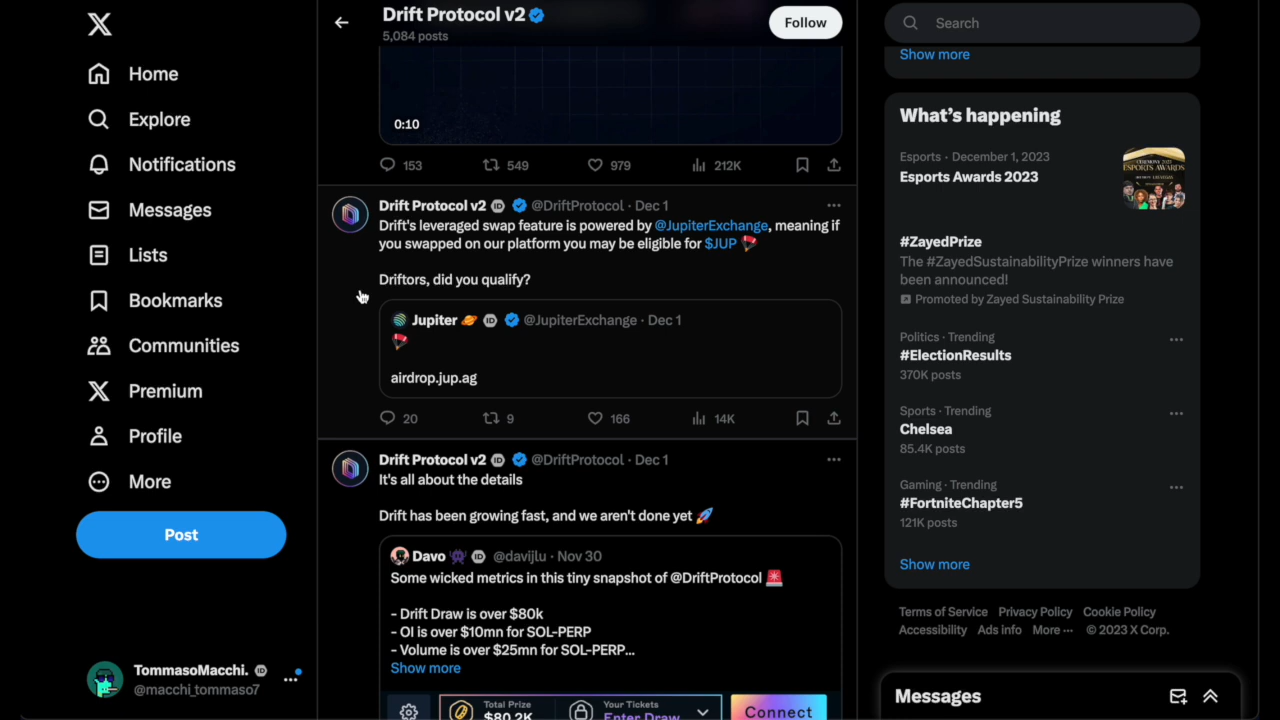 Home
Explore
Notifications
Messages
Lists
Bookmarks
Communities
Premium
Profile
More
Post
TommasoMacchi.
@macchi_tommaso7
Drift Protocol v2
5,084 posts
Follow
0:10
153 549 979 212K
Drift Protocol v2 @DriftProtocol · Dec 1
Drift's leveraged swap feature is powered by @JupiterExchange, meaning if
you swapped on our platform you may be eligible for $JUP 🪂
Driftors, did you qualify?
Jupiter 🪐 @JupiterExchange · Dec 1
🪂
airdrop.jup.ag
20 9 166 14K
Drift Protocol v2 @DriftProtocol · Dec 1
It's all about the details
Drift has been growing fast, and we aren't done yet 🚀
Davo 👾 @davijlu · Nov 30
Some wicked metrics in this tiny snapshot of @DriftProtocol 🚨
- Drift Draw is over $80k
- OI is over $10mn for SOL-PERP
- Volume is over $25mn for SOL-PERP...
Show more
Total Prize
$80.2K
Your Tickets
Enter Draw
Connect
Search
Show more
What's happening
Esports · December 1, 2023
Esports Awards 2023
CEREMONY 2023
ESPORTS AWARDS
#ZayedPrize
The #ZayedSustainabilityPrize winners have
been announced!
Promoted by Zayed Sustainability Prize
Politics · Trending
#ElectionResults
370K posts
Sports · Trending
Chelsea
85.4K posts
Gaming · Trending
#FortniteChapter5
121K posts
Show more
Terms of Service Privacy Policy Cookie Policy
Accessibility Ads info More ··· © 2023 X Corp.
Messages